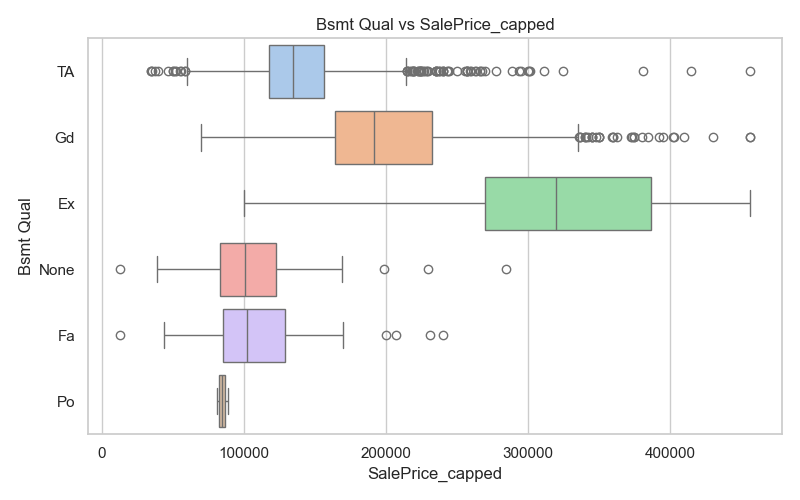 Bsmt Qual vs SalePrice_capped
Bsmt Qual
TA
Gd
Ex
None
Fa
Po
0 100000 200000 300000 400000
SalePrice_capped